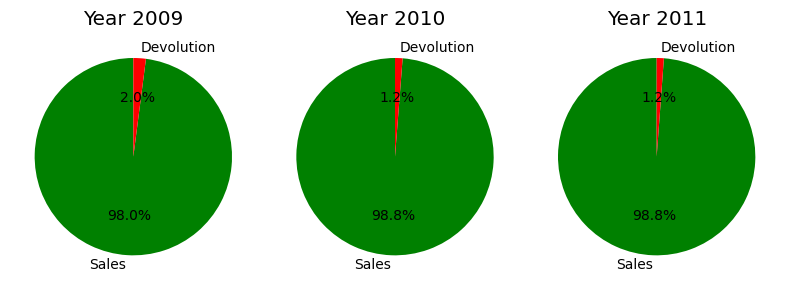 Year 2009
Devolution
2.0%
98.0%
Sales
Year 2010
Devolution
1.2%
98.8%
Sales
Year 2011
Devolution
1.2%
98.8%
Sales